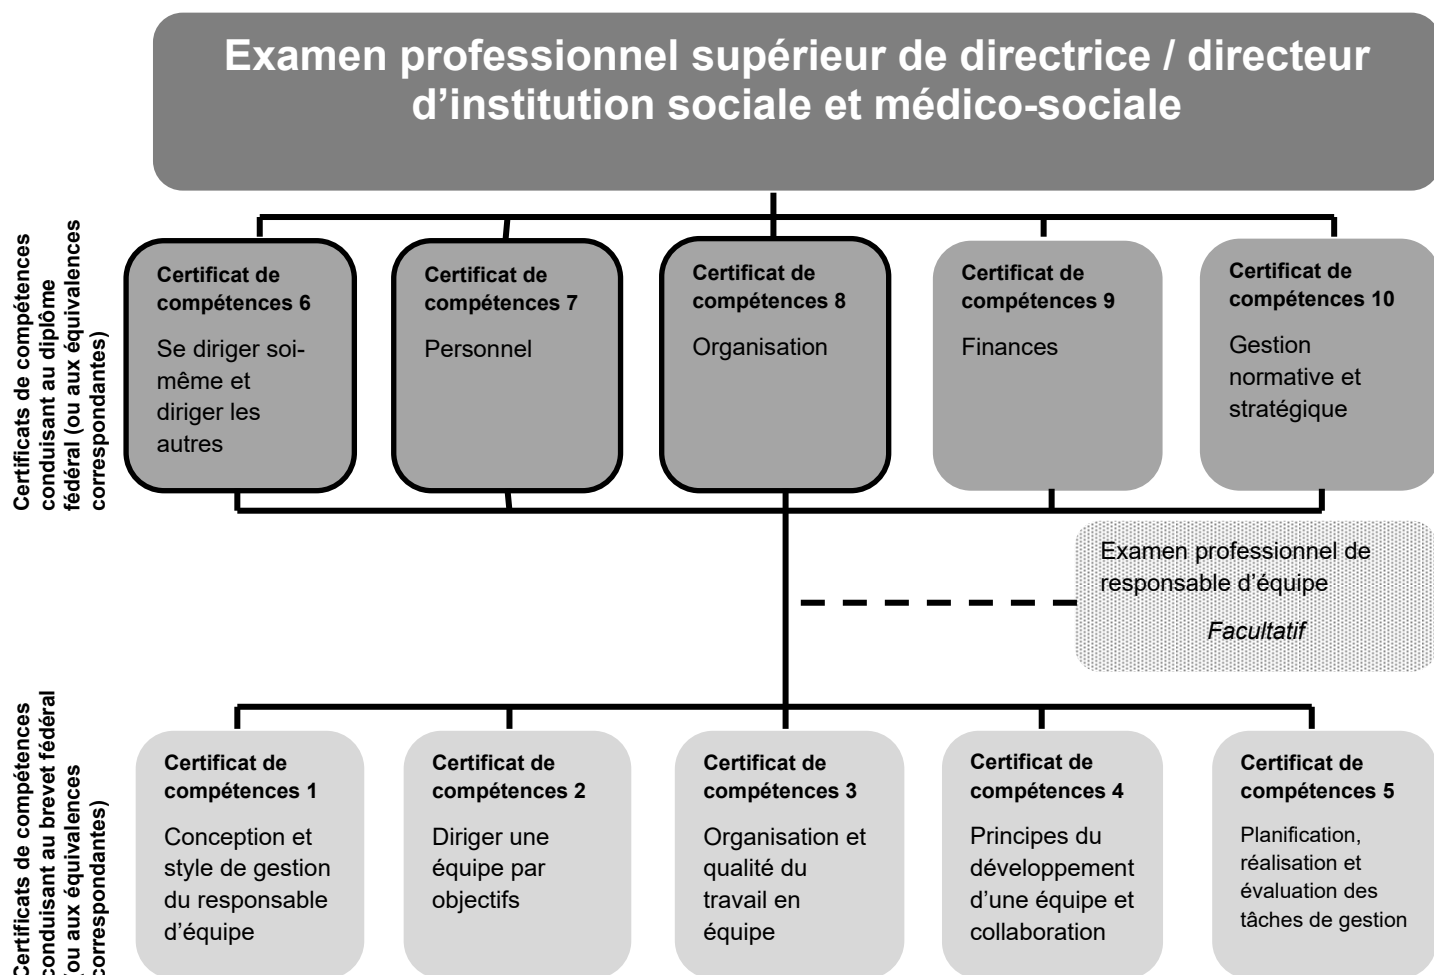 Examen professionnel supérieur de directrice / directeur
d’institution sociale et médico-sociale
Certificats de compétences
conduisant au diplôme
fédéral (ou aux équivalences
correspondantes)
Certificat de
compétences 6
Se diriger soi-
même et
diriger les
autres
Certificat de
compétences 7
Personnel
Certificat de
compétences 8
Organisation
Certificat de
compétences 9
Finances
Certificat de
compétences 10
Gestion
normative et
stratégique
Examen professionnel de
responsable d’équipe
Facultatif
Certificats de compétences
conduisant au brevet fédéral
(ou aux équivalences
correspondantes)
Certificat de
compétences 1
Conception et
style de gestion
du responsable
d’équipe
Certificat de
compétences 2
Diriger une
équipe par
objectifs
Certificat de
compétences 3
Organisation et
qualité du
travail en
équipe
Certificat de
compétences 4
Principes du
développement
d’une équipe et
collaboration
Certificat de
compétences 5
Planification,
réalisation et
évaluation des
tâches de gestion